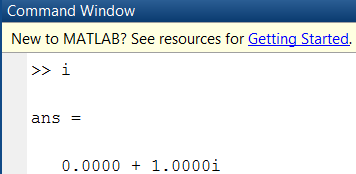 Command Window
New to MATLAB? See resources for Getting Started.
>> i
ans =
0.0000 + 1.0000i